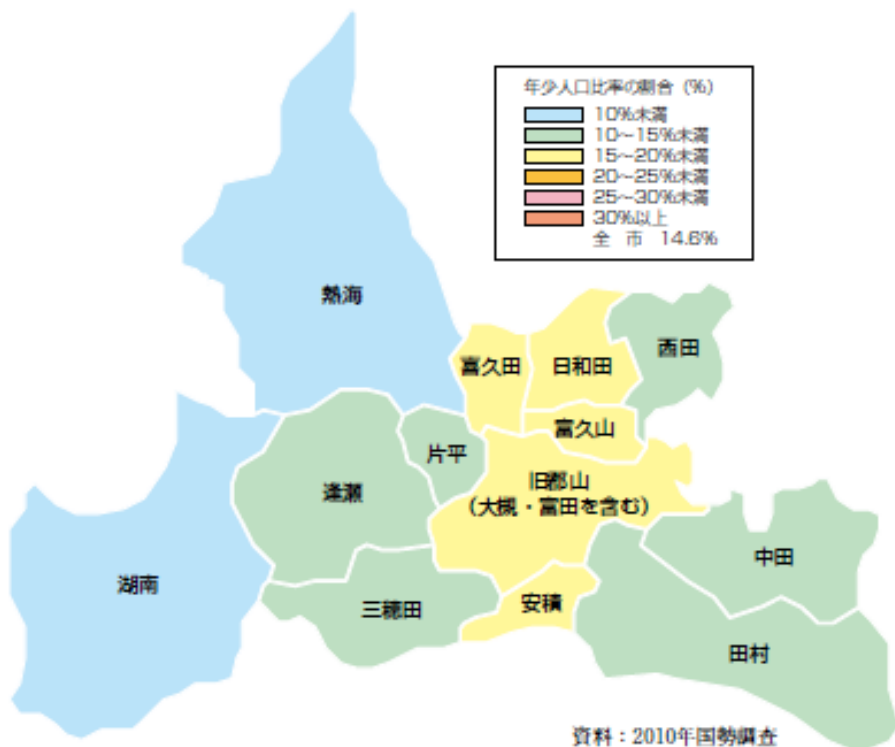 年少人口比率の割合（%）
10%未満
10～15%未満
15～20%未満
20～25%未満
25～30%未満
30%以上
全　市　14.6%
熱海
喜久田
日和田
西田
富久山
片平
逢瀬
旧郡山
（大槻・富田を含む）
中田
湖南
三穂田
安積
田村
資料：2010年国勢調査